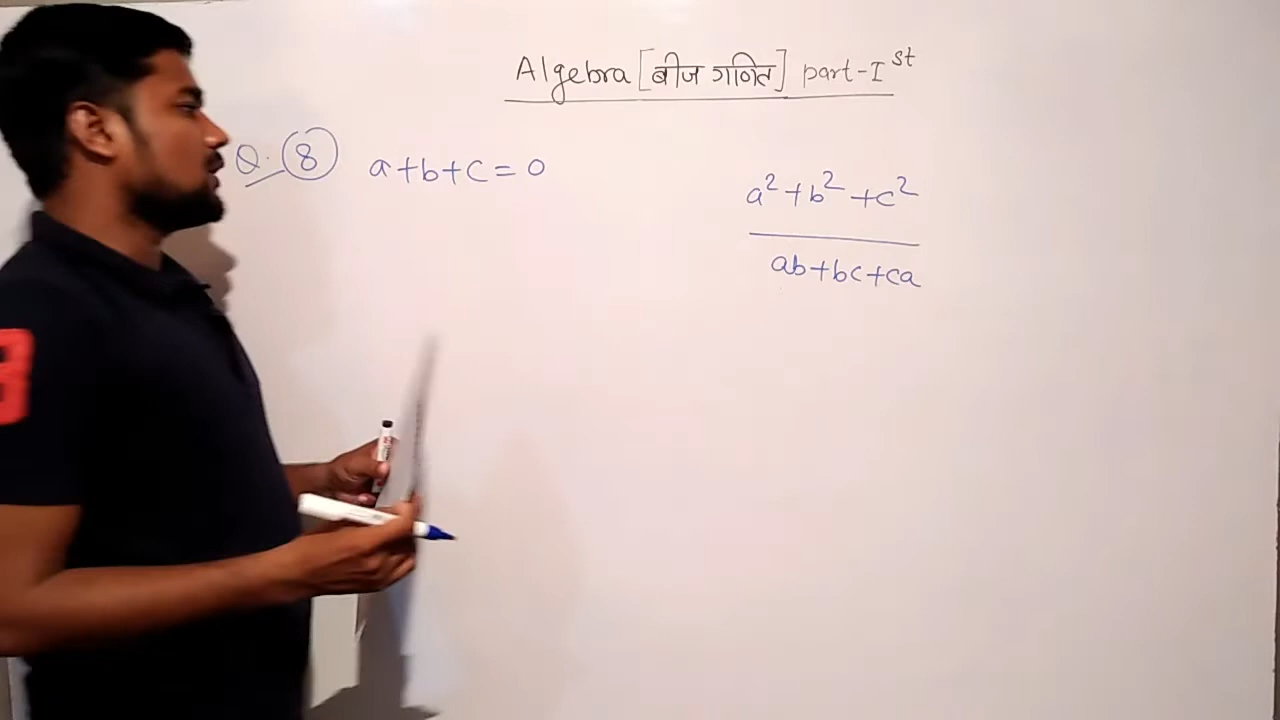 Algebra [बीज गणित] part-I st
Q. 8 a+b+c=0
a²+b²+c²
ab+bc+ca